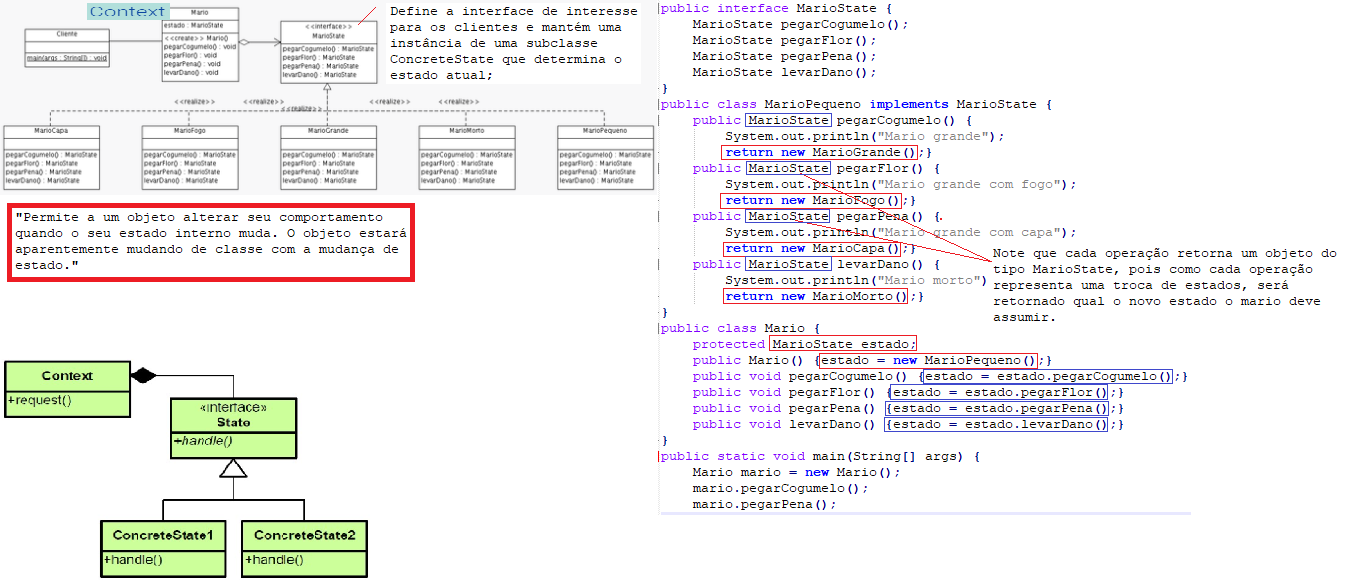 Context
Mario
estado : MarioState
<<create>> Mario()
pegarCogumelo() : void
pegarFlor() : void
pegarPena() : void
levarDano() : void
Cliente
main(args : String[]) : void
<<interface>>
MarioState
pegarCogumelo() : MarioState
pegarFlor() : MarioState
pegarPena() : MarioState
levarDano() : MarioState
Define a interface de interesse
para os clientes e mantém uma
instância de uma subclasse
ConcreteState que determina o
estado atual;
<<realize>>
<<realize>>
<<realize>>
<<realize>>
<<realize>>
MarioCapa
pegarCogumelo() : MarioState
pegarFlor() : MarioState
pegarPena() : MarioState
levarDano() : MarioState
MarioFogo
pegarCogumelo() : MarioState
pegarFlor() : MarioState
pegarPena() : MarioState
levarDano() : MarioState
MarioGrande
pegarCogumelo() : MarioState
pegarFlor() : MarioState
pegarPena() : MarioState
levarDano() : MarioState
MarioMorto
pegarCogumelo() : MarioState
pegarFlor() : MarioState
pegarPena() : MarioState
levarDano() : MarioState
MarioPequeno
pegarCogumelo() : MarioState
pegarFlor() : MarioState
pegarPena() : MarioState
levarDano() : MarioState
"Permite a um objeto alterar seu comportamento
quando o seu estado interno muda. O objeto estará
aparentemente mudando de classe com a mudança de
estado."
Context
+request()
«interface»
State
+handle()
ConcreteState1
+handle()
ConcreteState2
+handle()
public interface MarioState {
MarioState pegarCogumelo();
MarioState pegarFlor();
MarioState pegarPena();
MarioState levarDano();
}
public class MarioPequeno implements MarioState {
public MarioState pegarCogumelo() {
System.out.println("Mario grande");
return new MarioGrande();}
public MarioState pegarFlor() {
System.out.println("Mario grande com fogo");
return new MarioFogo();}
public MarioState pegarPena() {
System.out.println("Mario grande com capa");
return new MarioCapa();}
public MarioState levarDano() {
System.out.println("Mario morto")
return new MarioMorto();}
}
Note que cada operação retorna um objeto do
tipo MarioState, pois como cada operação
representa uma troca de estados, será
retornado qual o novo estado o mario deve
assumir.
public class Mario {
protected MarioState estado;
public Mario() {estado = new MarioPequeno();}
public void pegarCogumelo() {estado = estado.pegarCogumelo();}
public void pegarFlor() {estado = estado.pegarFlor();}
public void pegarPena() {estado = estado.pegarPena();}
public void levarDano() {estado = estado.levarDano();}
}
public static void main(String[] args) {
Mario mario = new Mario();
mario.pegarCogumelo();
mario.pegarPena();